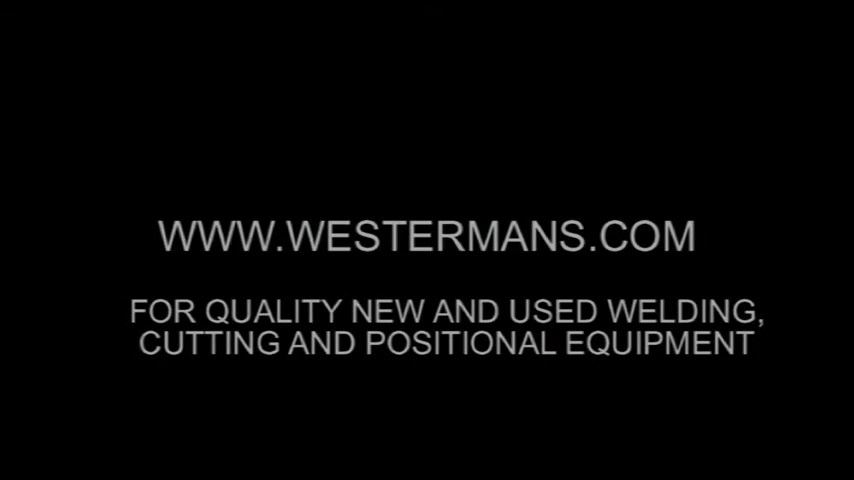 WWW.WESTERMANS.COM
FOR QUALITY NEW AND USED WELDING,
CUTTING AND POSITIONAL EQUIPMENT